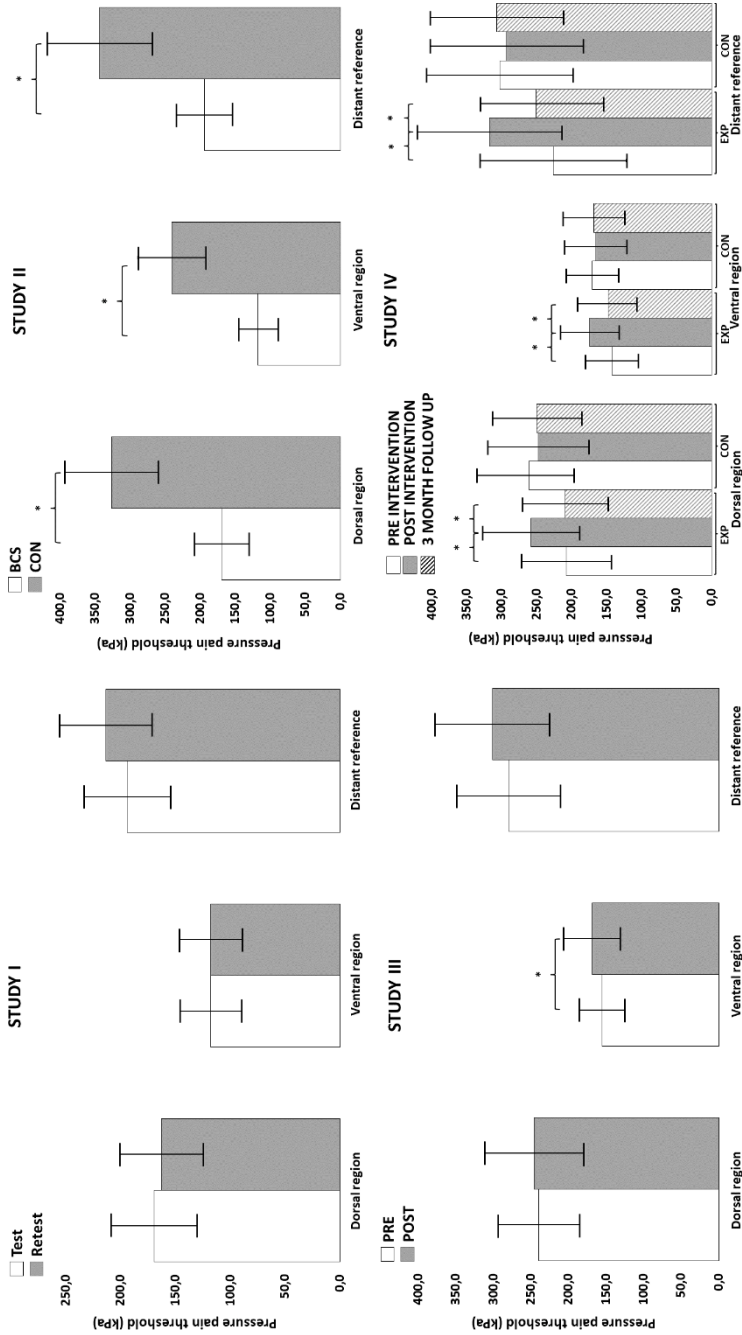 STUDY I
Test
Retest
Pressure pain threshold (kPa)
250,0
200,0
150,0
100,0
50,0
0,0
Dorsal region
Ventral region
Distant reference
STUDY II
BCS
CON
Pressure pain threshold (kPa)
400,0
350,0
300,0
250,0
200,0
150,0
100,0
50,0
0,0
*
*
*
Dorsal region
Ventral region
Distant reference
STUDY III
PRE
POST
Pressure pain threshold (kPa)
400,0
350,0
300,0
250,0
200,0
150,0
100,0
50,0
0,0
*
Dorsal region
Ventral region
Distant reference
STUDY IV
PRE INTERVENTION
POST INTERVENTION
3 MONTH FOLLOW UP
Pressure pain threshold (kPa)
400,0
350,0
300,0
250,0
200,0
150,0
100,0
50,0
0,0
* *
* *
* *
EXP CON EXP CON EXP CON
Dorsal region
Ventral region
Distant reference